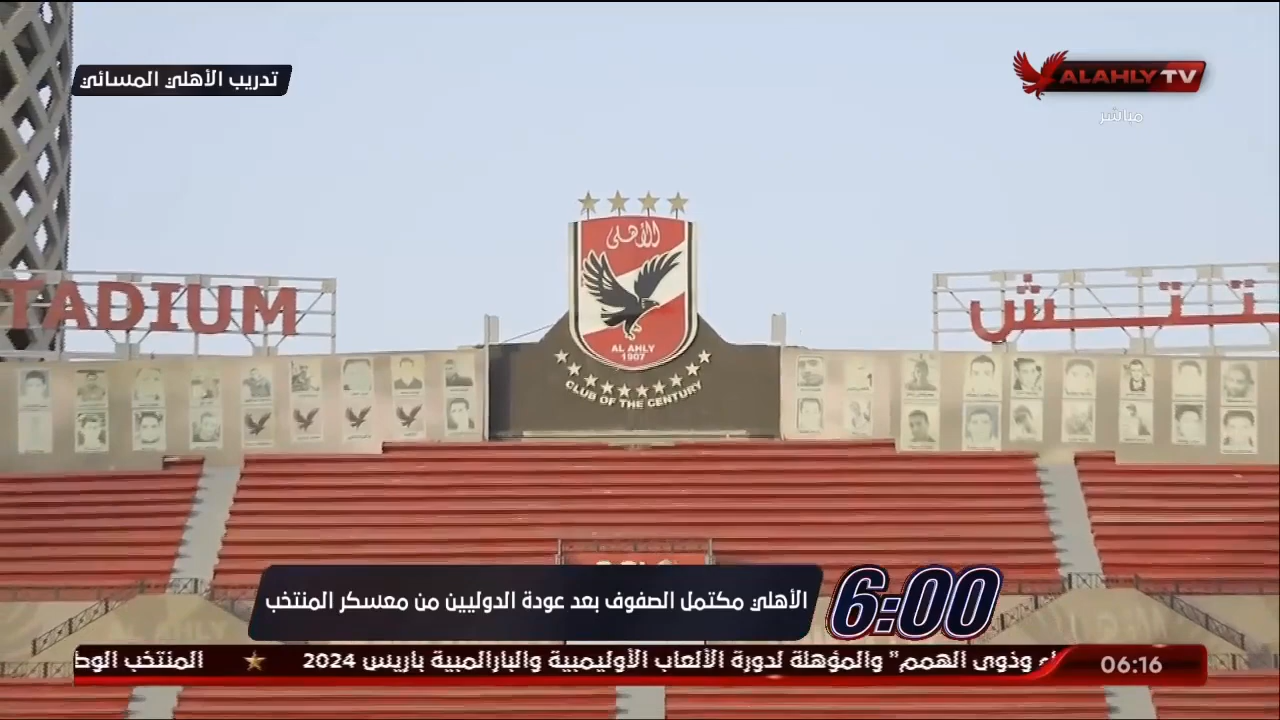 تدريب الأهلي المسائي
ALAHLY TV
مباشر
الأهلى
AL AHLY
1907
CLUB OF THE CENTURY
TADIUM
تتش
الأهلي مكتمل الصفوف بعد عودة الدوليين من معسكر المنتخب
6:00
ء وذوى الهمم" والمؤهلة لدورة الألعاب الأوليمبية والبارالمبية باريس 2024 ★ المنتخب الوط
06:16